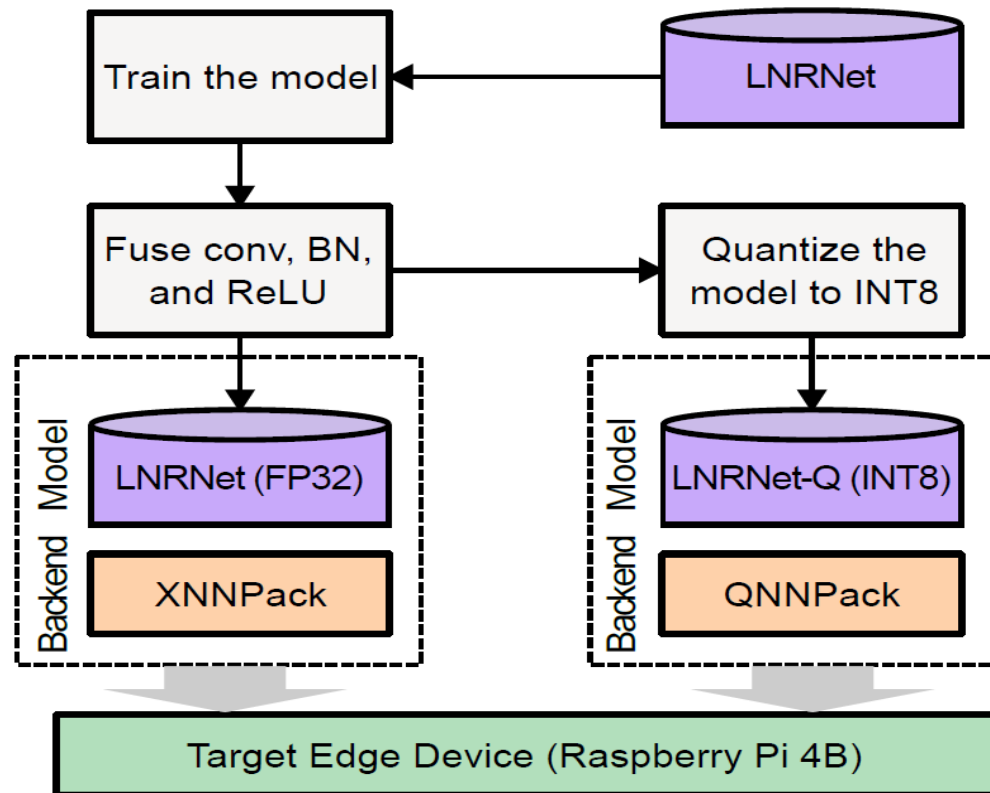 Train the model
LNRNet
Fuse conv, BN,
and ReLU
Quantize the
model to INT8
Model
LNRNet (FP32)
Backend
XNNPack
Model
LNRNet-Q (INT8)
Backend
QNNPack
Target Edge Device (Raspberry Pi 4B)